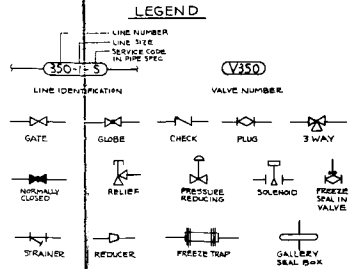 LEGEND
LINE NUMBER
LINE SIZE
SERVICE CODE
IN PIPE SPEC
350-1-S
V350
LINE IDENTIFICATION
VALVE NUMBER
GATE
GLOBE
CHECK
PLUG
3 WAY
NORMALLY
CLOSED
RELIEF
PRESSURE
REDUCING
SOLENOID
FREEZE
SEAL IN
VALVE
STRAINER
REDUCER
FREEZE TRAP
GALLERY
SEAL BOX